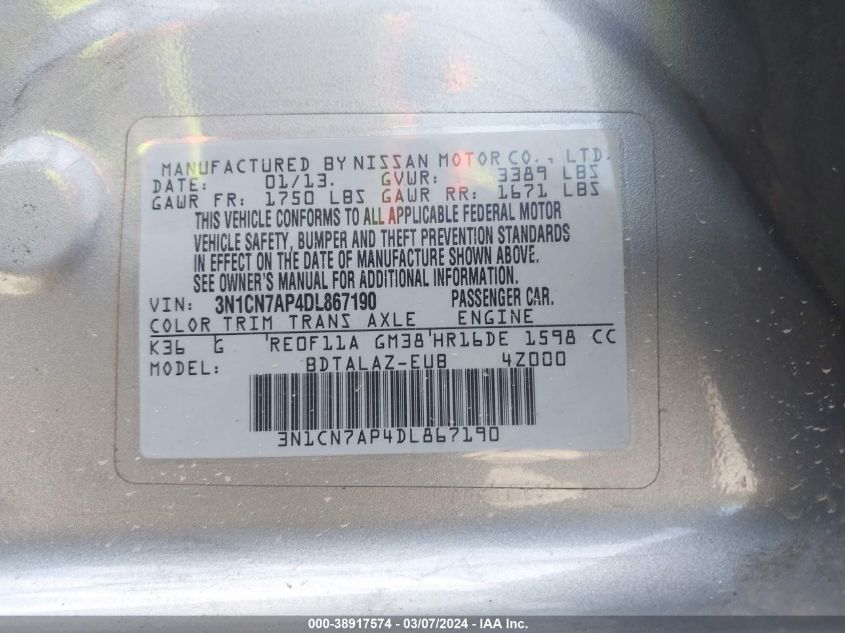 MANUFACTURED BY NISSAN MOTOR CO., LTD.
DATE: 01/13. GVWR: 3389 LBS
GAWR FR: 1750 LBS GAWR RR: 1671 LBS
THIS VEHICLE CONFORMS TO ALL APPLICABLE FEDERAL MOTOR
VEHICLE SAFETY, BUMPER AND THEFT PREVENTION STANDARDS
IN EFFECT ON THE DATE OF MANUFACTURE SHOWN ABOVE.
SEE OWNER'S MANUAL FOR ADDITIONAL INFORMATION.
VIN: 3N1CN7AP4DL867190 PASSENGER CAR.
COLOR TRIM TRANS AXLE ENGINE
K36 G 'RE0F11A GM38'HR16DE 1598 CC
MODEL: BDTALAZ-EUB 4Z000
3N1CN7AP4DL867190
000-38917574 — 03/07/2024 — IAA Inc.